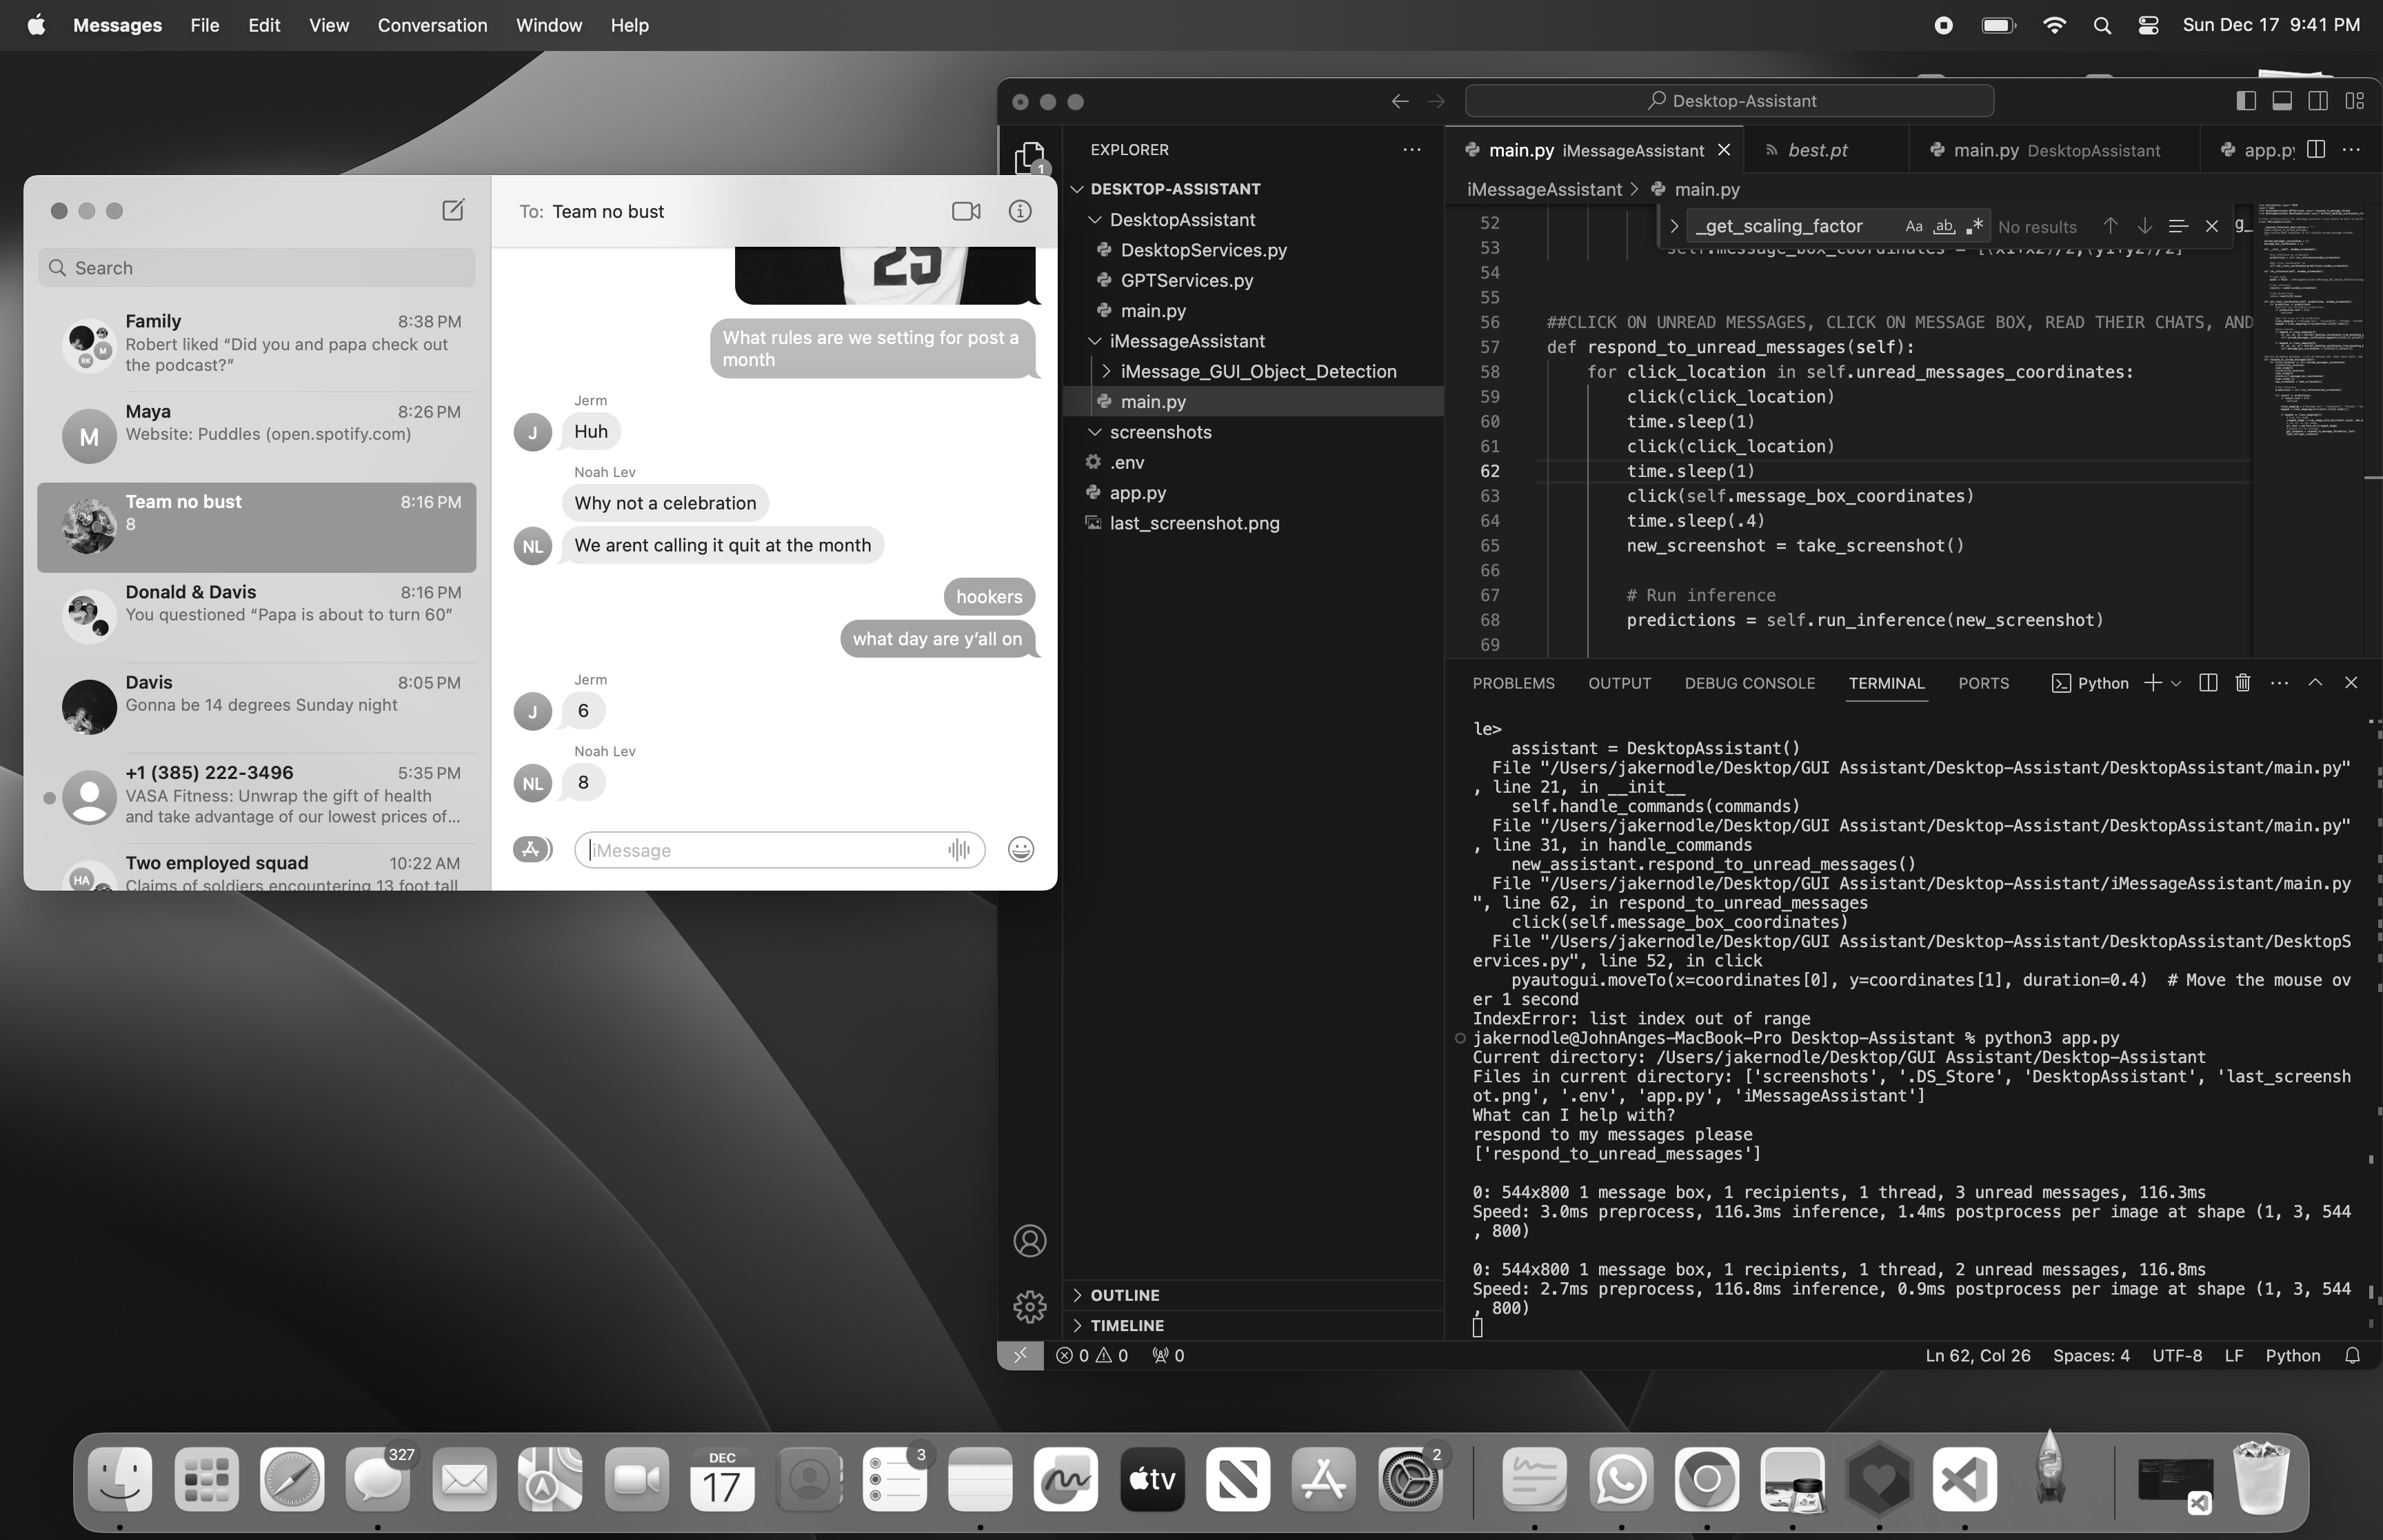 Messages File Edit View Conversation Window Help
Sun Dec 17 9:41 PM
To: Team no bust
Search
Family 8:38 PM
Robert liked “Did you and papa check out
the podcast?”
RK M
Maya 8:26 PM
Website: Puddles (open.spotify.com)
M
Team no bust 8:16 PM
8
Donald & Davis 8:16 PM
You questioned “Papa is about to turn 60”
Davis 8:05 PM
Gonna be 14 degrees Sunday night
+1 (385) 222-3496 5:35 PM
VASA Fitness: Unwrap the gift of health
and take advantage of our lowest prices of...
Two employed squad 10:22 AM
HA
Claims of soldiers encountering 13 foot tall
23
What rules are we setting for post a
month
Jerm
J
Huh
Noah Lev
Why not a celebration
NL
We arent calling it quit at the month
hookers
what day are y’all on
Jerm
J
6
Noah Lev
NL
8
iMessage
Desktop-Assistant
1
EXPLORER
DESKTOP-ASSISTANT
DesktopAssistant
DesktopServices.py
GPTServices.py
main.py
iMessageAssistant
iMessage_GUI_Object_Detection
main.py
screenshots
.env
app.py
last_screenshot.png
OUTLINE
TIMELINE
main.py iMessageAssistant
best.pt
main.py DesktopAssistant
app.py
iMessageAssistant > main.py
_get_scaling_factor Aa ab No results
52
53 self.message_box_coordinates = [(x1+x2)/2,(y1+y2)/2]
54
55
56 ##CLICK ON UNREAD MESSAGES, CLICK ON MESSAGE BOX, READ THEIR CHATS, AND
57 def respond_to_unread_messages(self):
58 for click_location in self.unread_messages_coordinates:
59 click(click_location)
60 time.sleep(1)
61 click(click_location)
62 time.sleep(1)
63 click(self.message_box_coordinates)
64 time.sleep(.4)
65 new_screenshot = take_screenshot()
66
67 # Run inference
68 predictions = self.run_inference(new_screenshot)
69
PROBLEMS OUTPUT DEBUG CONSOLE TERMINAL PORTS Python
le>
assistant = DesktopAssistant()
File "/Users/jakernodle/Desktop/GUI Assistant/Desktop-Assistant/DesktopAssistant/main.py"
, line 21, in __init__
self.handle_commands(commands)
File "/Users/jakernodle/Desktop/GUI Assistant/Desktop-Assistant/DesktopAssistant/main.py"
, line 31, in handle_commands
new_assistant.respond_to_unread_messages()
File "/Users/jakernodle/Desktop/GUI Assistant/Desktop-Assistant/iMessageAssistant/main.py
", line 62, in respond_to_unread_messages
click(self.message_box_coordinates)
File "/Users/jakernodle/Desktop/GUI Assistant/Desktop-Assistant/DesktopAssistant/DesktopS
ervices.py", line 52, in click
pyautogui.moveTo(x=coordinates[0], y=coordinates[1], duration=0.4) # Move the mouse ov
er 1 second
IndexError: list index out of range
jakernodle@JohnAnges-MacBook-Pro Desktop-Assistant % python3 app.py
Current directory: /Users/jakernodle/Desktop/GUI Assistant/Desktop-Assistant
Files in current directory: ['screenshots', '.DS_Store', 'DesktopAssistant', 'last_screensh
ot.png', '.env', 'app.py', 'iMessageAssistant']
What can I help with?
respond to my messages please
['respond_to_unread_messages']
0: 544x800 1 message box, 1 recipients, 1 thread, 3 unread messages, 116.3ms
Speed: 3.0ms preprocess, 116.3ms inference, 1.4ms postprocess per image at shape (1, 3, 544
, 800)
0: 544x800 1 message box, 1 recipients, 1 thread, 2 unread messages, 116.8ms
Speed: 2.7ms preprocess, 116.8ms inference, 0.9ms postprocess per image at shape (1, 3, 544
, 800)
0 0 0
Ln 62, Col 26 Spaces: 4 UTF-8 LF Python
327
DEC
17
3
tv
2